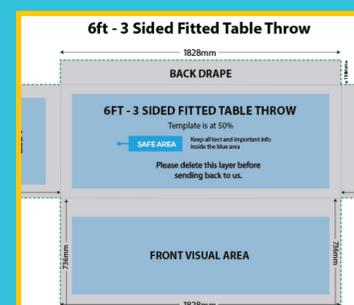 6ft - 3 Sided Fitted Table Throw
1828mm
BACK DRAPE
6FT - 3 SIDED FITTED TABLE THROW
Template is at 50%
SAFE AREA
Keep all text and important info
inside the blue area
Please delete this layer before
sending back to us.
736mm
FRONT VISUAL AREA
736mm
1828mm